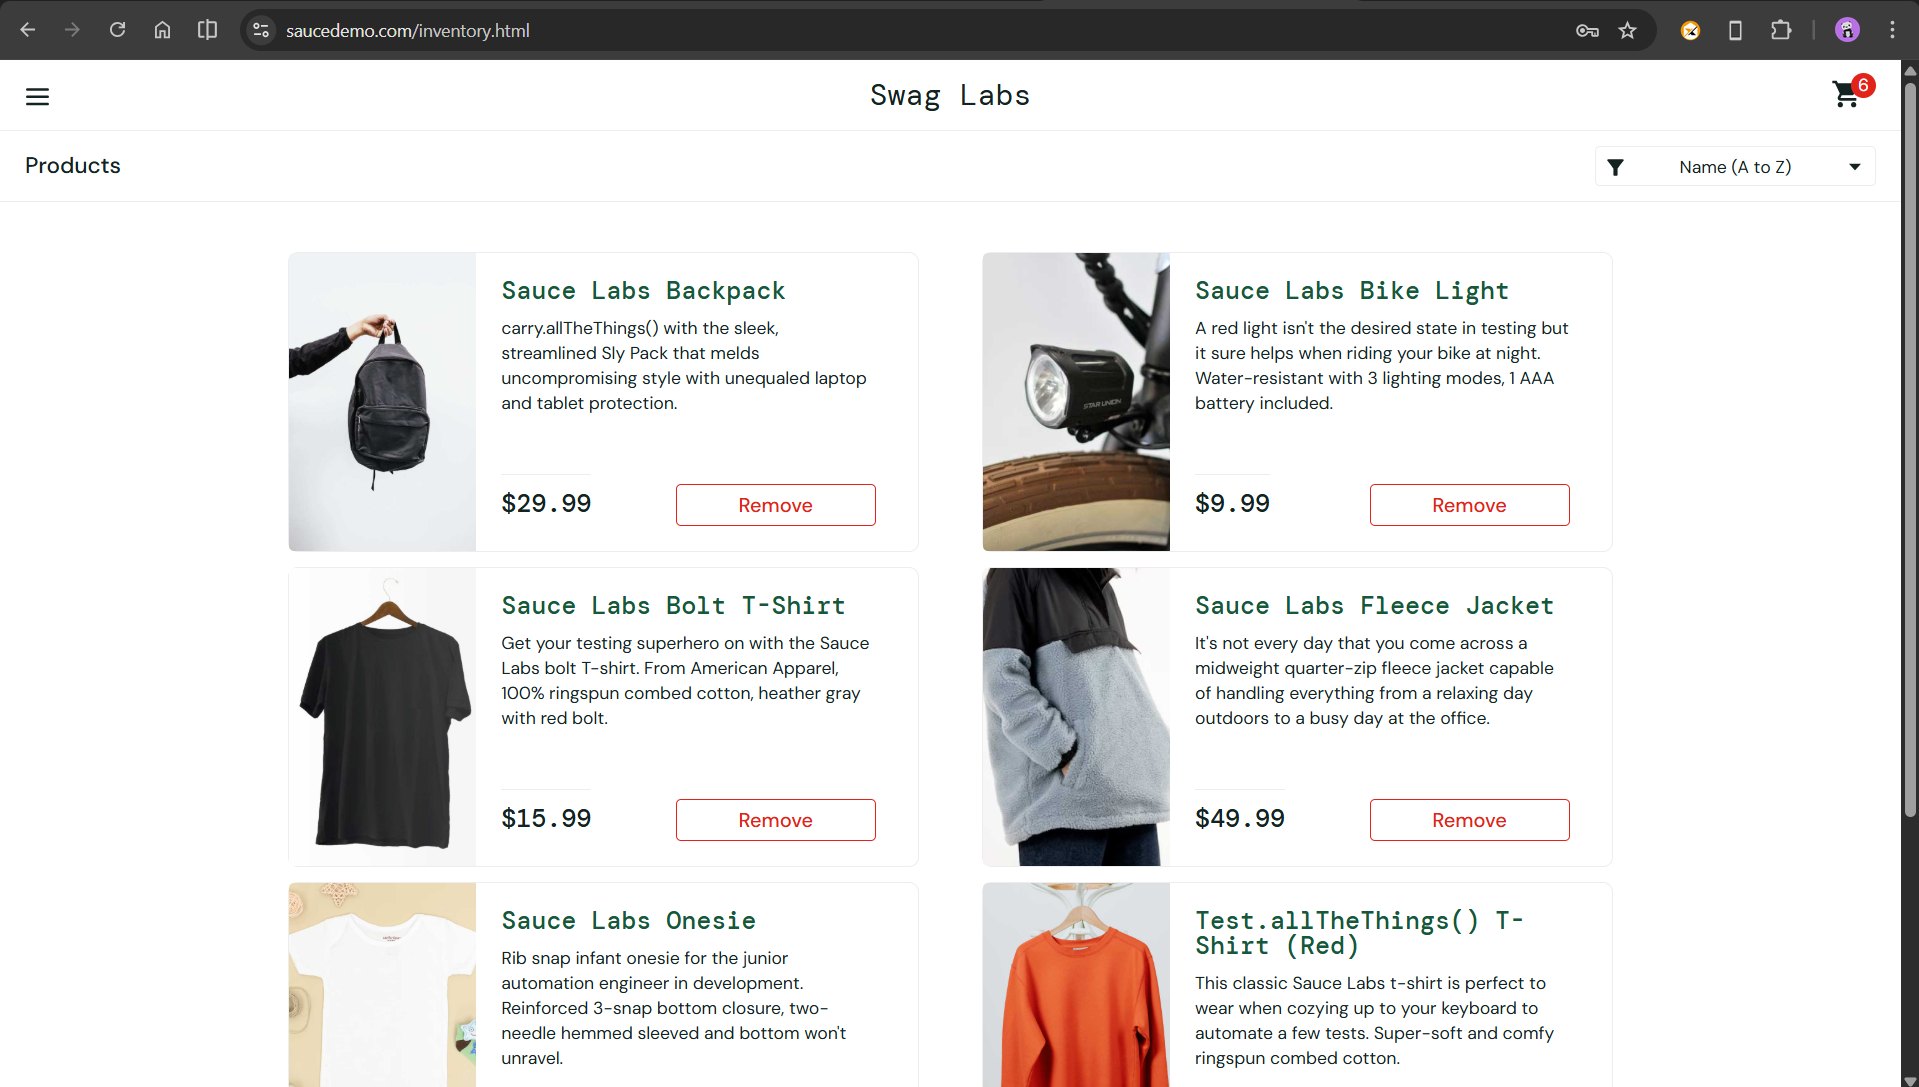 saucedemo.com/inventory.html
Swag Labs
6
Products
Name (A to Z)
Sauce Labs Backpack
carry.allTheThings() with the sleek,
streamlined Sly Pack that melds
uncompromising style with unequaled laptop
and tablet protection.
$29.99
Remove
Sauce Labs Bike Light
A red light isn't the desired state in testing but
it sure helps when riding your bike at night.
Water-resistant with 3 lighting modes, 1 AAA
battery included.
STAR UNION
$9.99
Remove
Sauce Labs Bolt T-Shirt
Get your testing superhero on with the Sauce
Labs bolt T-shirt. From American Apparel,
100% ringspun combed cotton, heather gray
with red bolt.
$15.99
Remove
Sauce Labs Fleece Jacket
It's not every day that you come across a
midweight quarter-zip fleece jacket capable
of handling everything from a relaxing day
outdoors to a busy day at the office.
$49.99
Remove
Sauce Labs Onesie
Rib snap infant onesie for the junior
automation engineer in development.
Reinforced 3-snap bottom closure, two-
needle hemmed sleeved and bottom won't
unravel.
Test.allTheThings() T-
Shirt (Red)
This classic Sauce Labs t-shirt is perfect to
wear when cozying up to your keyboard to
automate a few tests. Super-soft and comfy
ringspun combed cotton.